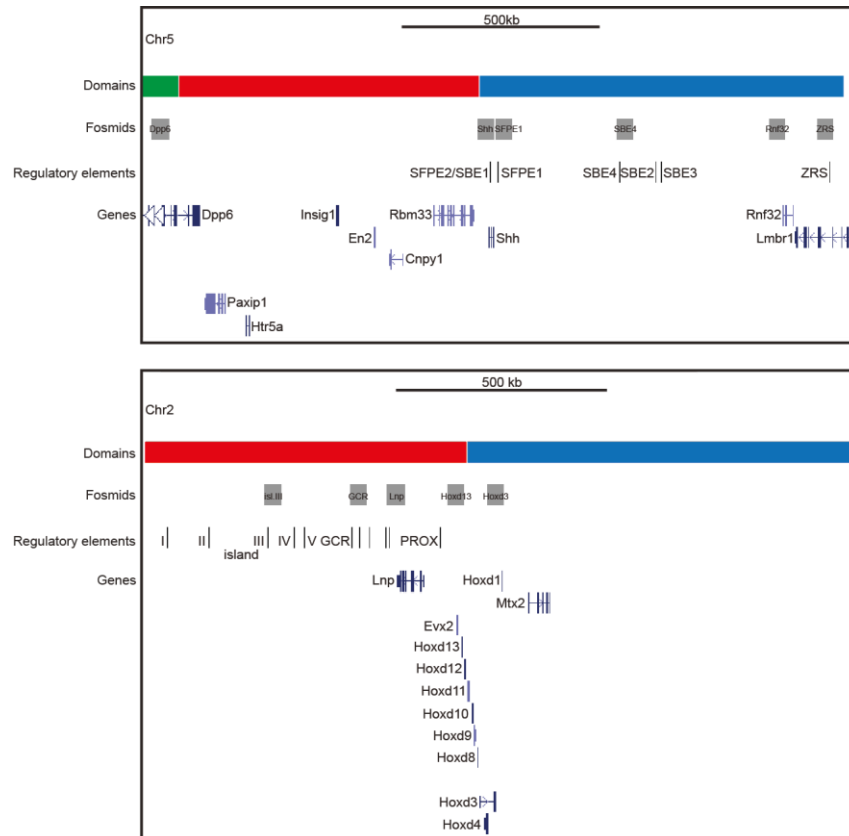 500kb
Chr5
Domains
Fosmids Dpp6 Shh SFPE1 SBE4 Rnf32 ZRS
Regulatory elements SFPE2/SBE1 SFPE1 SBE4 SBE2 SBE3 ZRS
Genes Dpp6 Insig1 Rbm33 Rnf32
En2 Shh Lmbr1
Cnpy1
Paxip1
Htr5a
500 kb
Chr2
Domains
Fosmids isl.III GCR Lnp Hoxd13 Hoxd3
Regulatory elements I II III IV V GCR PROX
island
Genes Lnp Hoxd1
Mtx2
Evx2
Hoxd13
Hoxd12
Hoxd11
Hoxd10
Hoxd9
Hoxd8
Hoxd3
Hoxd4